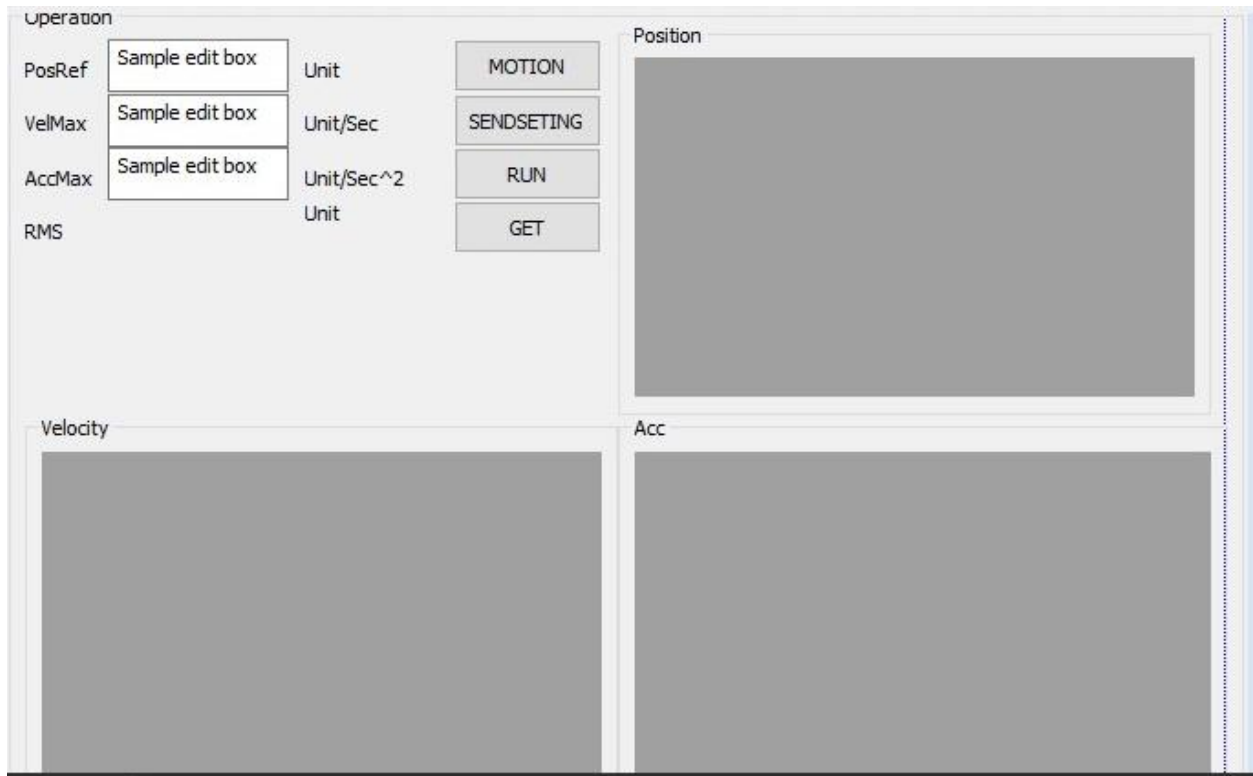 Operation
PosRef Sample edit box Unit MOTION
VelMax Sample edit box Unit/Sec SENDSETING
AccMax Sample edit box Unit/Sec^2 RUN
RMS Unit GET
Position
Velocity
Acc